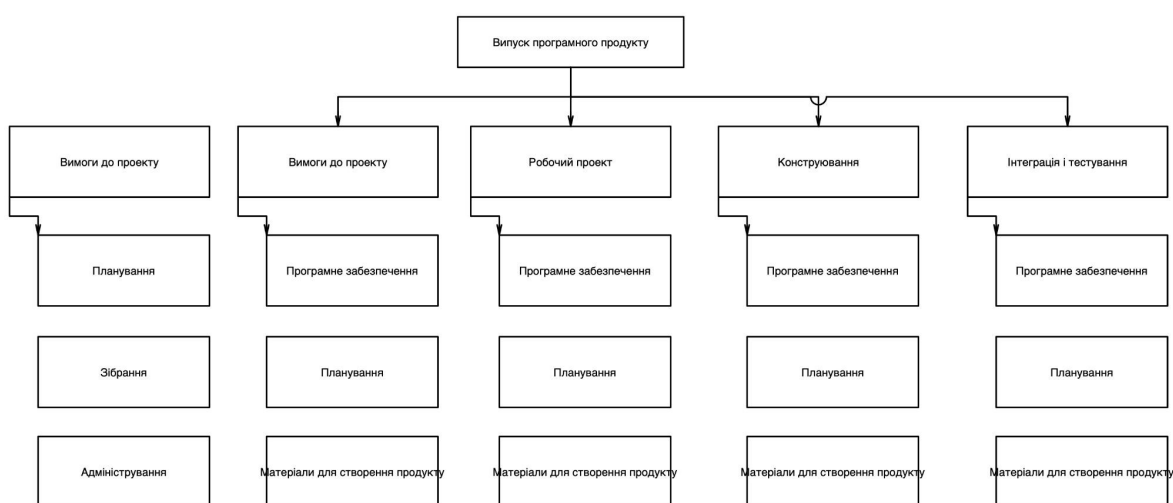 Випуск програмного продукту
Вимоги до проекту
Вимоги до проекту
Робочий проект
Конструювання
Інтеграція і тестування
Планування
Програмне забезпечення
Програмне забезпечення
Програмне забезпечення
Програмне забезпечення
Зібрання
Планування
Планування
Планування
Планування
Адміністрування
Матеріали для створення продукту
Матеріали для створення продукту
Матеріали для створення продукту
Матеріали для створення продукту